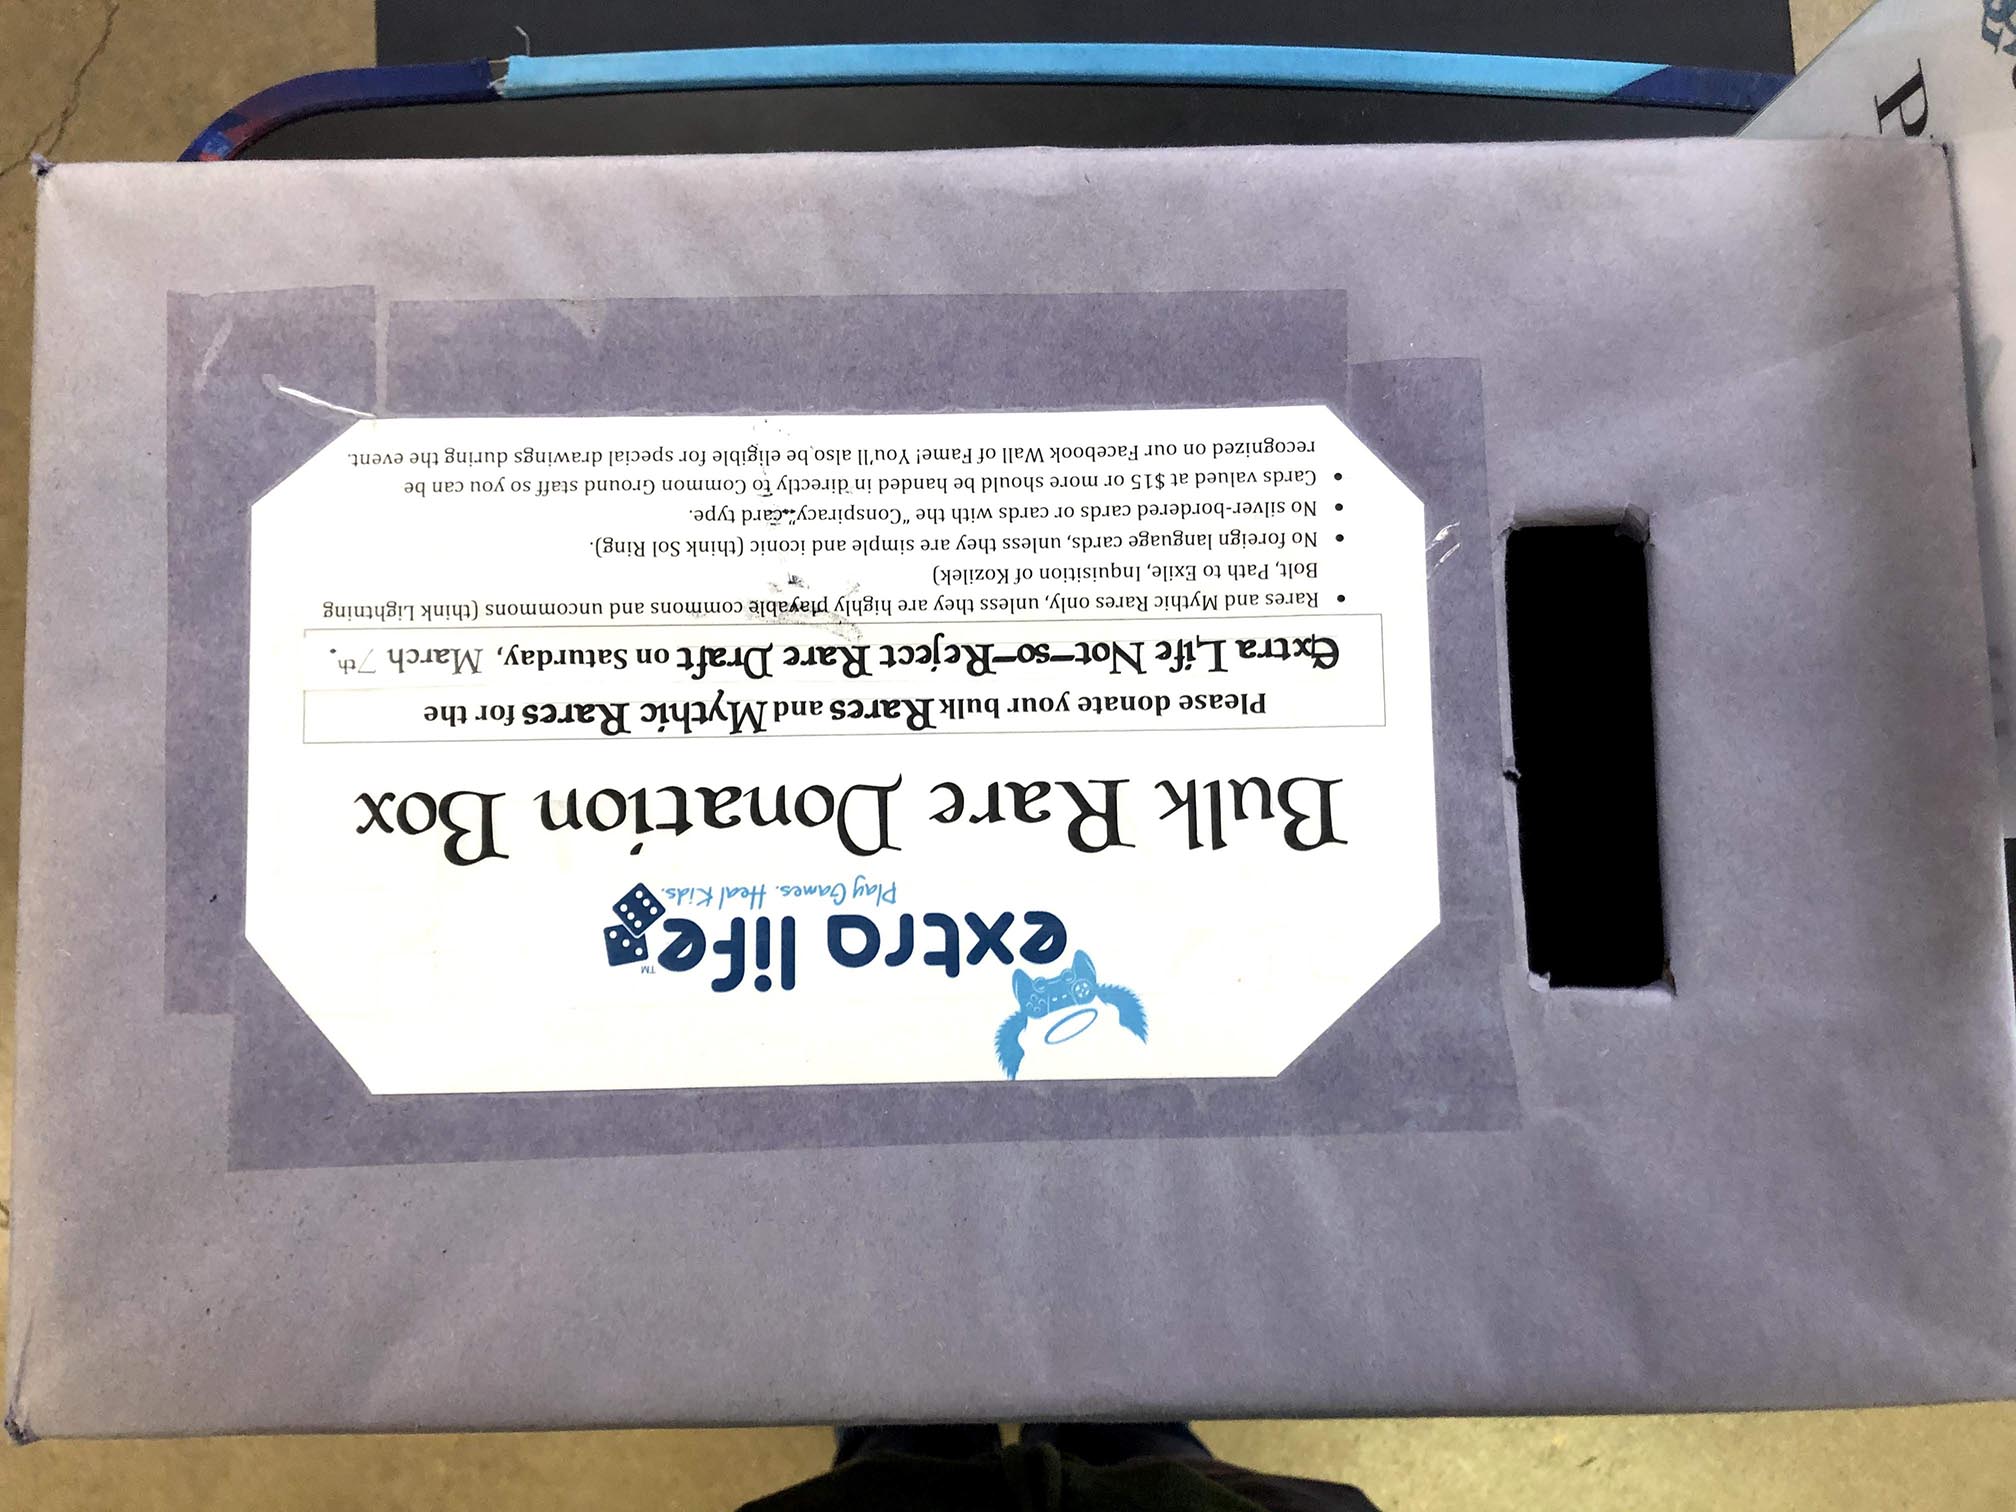 extra life™
Play Games. Heal Kids.
Bulk Rare Donation Box
Please donate your bulk Rares and Mythic Rares for the
Extra Life Not-so-Reject Rare Draft on Saturday, March 7th.
• Rares and Mythic Rares only, unless they are highly playable commons and uncommons (think Lightning
Bolt, Path to Exile, Inquisition of Kozilek)
• No foreign language cards, unless they are simple and iconic (think Sol Ring).
• No silver-bordered cards or cards with the "Conspiracy" card type.
• Cards valued at $15 or more should be handed in directly to Common Ground staff so you can be
recognized on our Facebook Wall of Fame! You'll also be eligible for special drawings during the event.
P